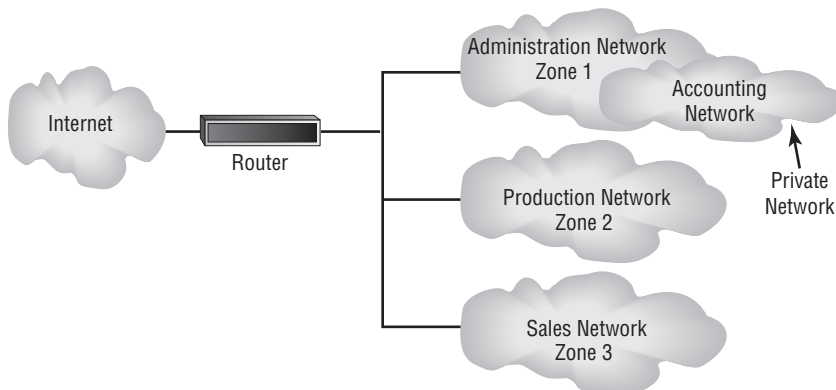 Internet
Router
Administration Network
Zone 1
Accounting
Network
Private
Network
Production Network
Zone 2
Sales Network
Zone 3